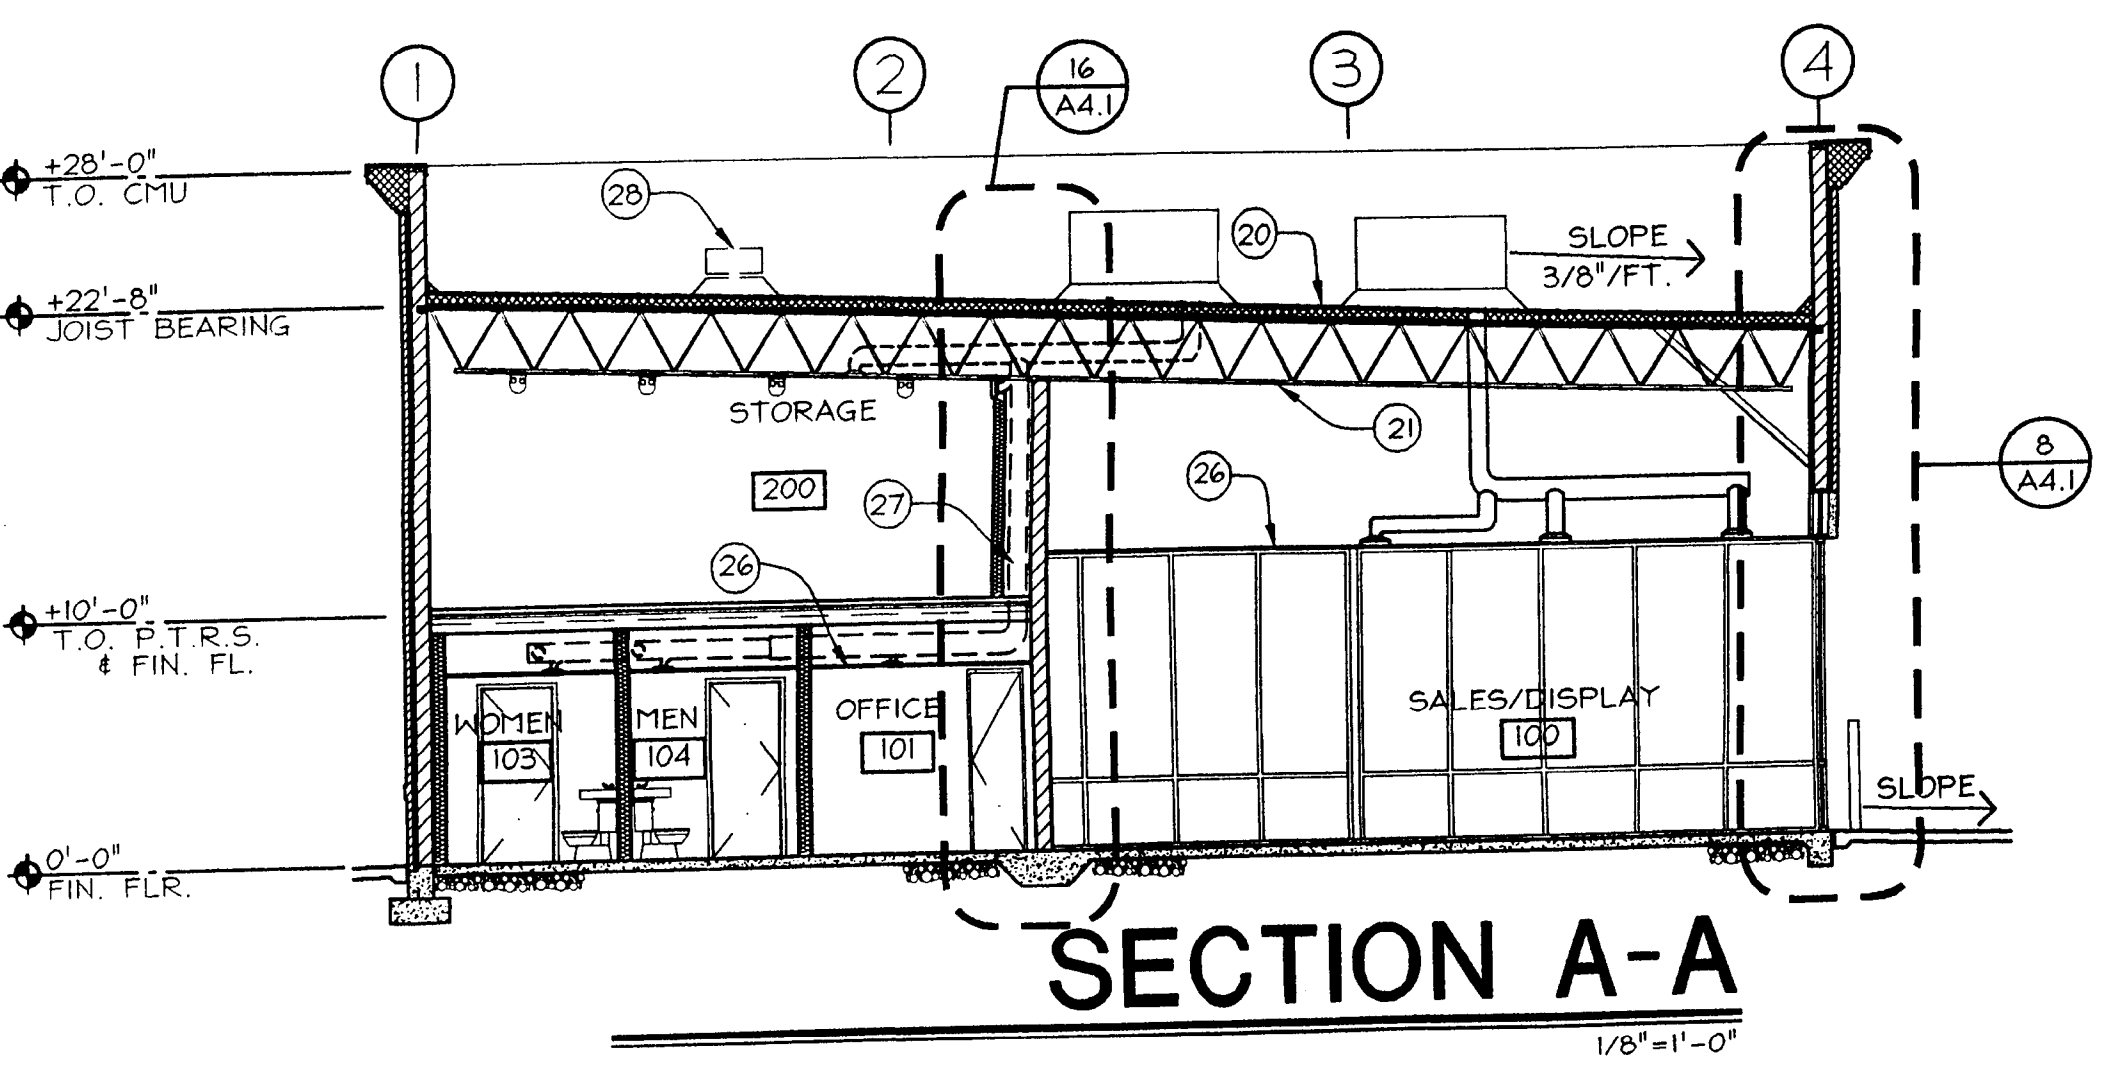 1
2
16
A4.1
3
4
+28'-0"
T.O. CMU
28
20
SLOPE
3/8"/FT.
+22'-8"
JOIST BEARING
STORAGE
21
8
A4.1
200
27
26
26
+10'-0"
T.O. P.T.R.S.
¢ FIN. FL.
WOMEN
103
MEN
104
OFFICE
101
SALES/DISPLAY
100
SLOPE
0'-0"
FIN. FLR.
SECTION A-A
1/8"=1'-0"